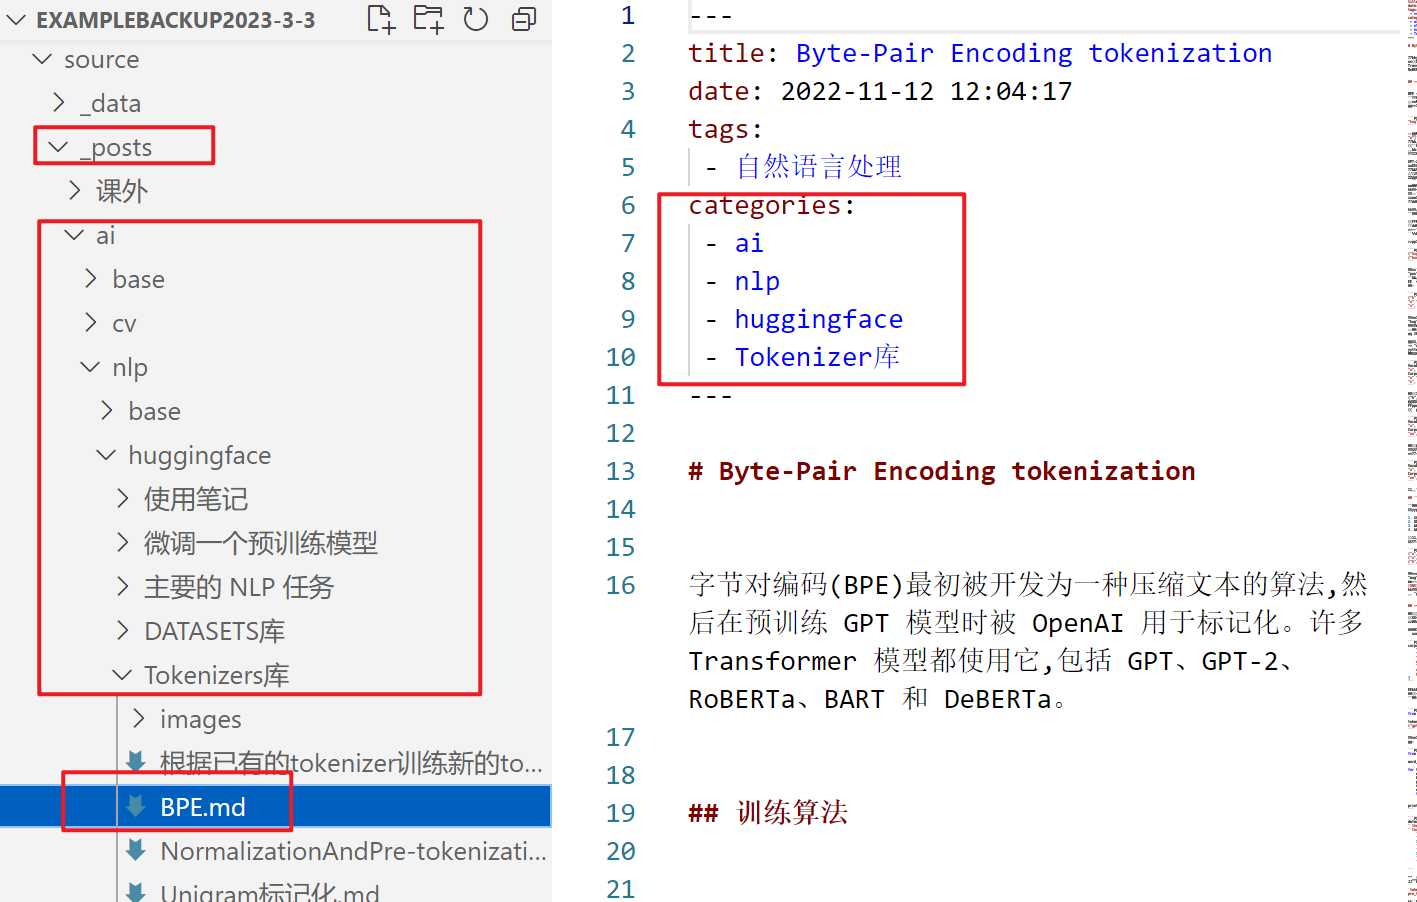 EXAMPLEBACKUP2023-3-3
source
_data
_posts
课外
ai
base
cv
nlp
base
huggingface
使用笔记
微调一个预训练模型
主要的 NLP 任务
DATASETS库
Tokenizers库
images
根据已有的tokenizer训练新的to...
BPE.md
NormalizationAndPre-tokenizati...
Unigram标记化.md
1 ---
2 title: Byte-Pair Encoding tokenization
3 date: 2022-11-12 12:04:17
4 tags:
5 - 自然语言处理
6 categories:
7 - ai
8 - nlp
9 - huggingface
10 - Tokenizer库
11 ---
12
13 # Byte-Pair Encoding tokenization
14
15
16 字节对编码(BPE)最初被开发为一种压缩文本的算法,然
后在预训练 GPT 模型时被 OpenAI 用于标记化。许多
Transformer 模型都使用它,包括 GPT、GPT-2、
RoBERTa、BART 和 DeBERTa。
17
18
19 ## 训练算法
20
21